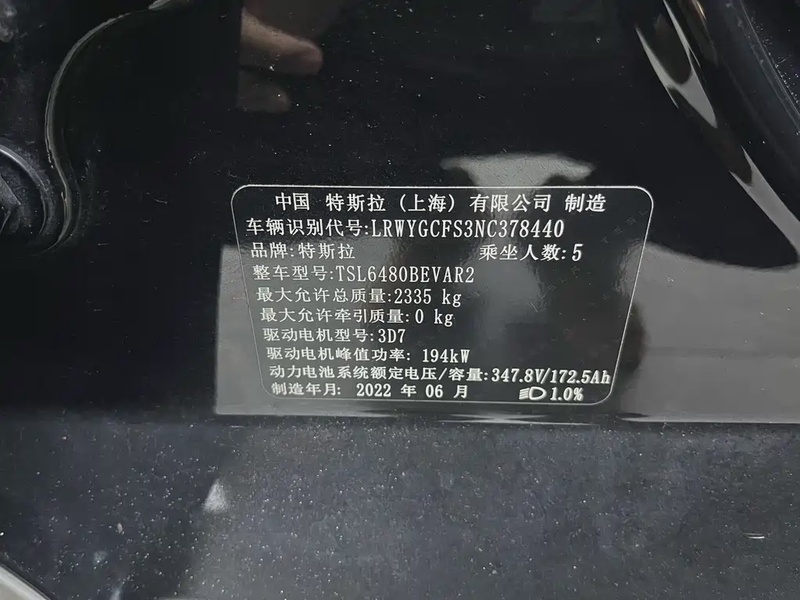 中国 特斯拉（上海）有限公司 制造
车辆识别代号:LRWYGCFS3NC378440
品牌:特斯拉 乘坐人数:5
整车型号:TSL6480BEVAR2
最大允许总质量:2335 kg
最大允许牵引质量:0 kg
驱动电机型号:3D7
驱动电机峰值功率: 194kW
动力电池系统额定电压/容量:347.8V/172.5Ah
制造年月: 2022 年 06 月 1.0%